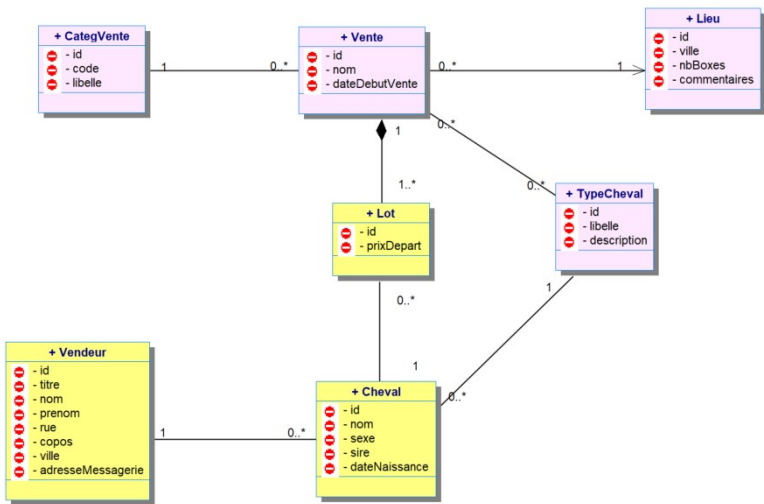 + CategVente
- id
- code
- libelle
1
0..*
+ Vente
- id
- nom
- dateDebutVente
0..*
1
+ Lieu
- id
- ville
- nbBoxes
- commentaires
1
0..*
1..*
0..*
+ TypeCheval
- id
- libelle
- description
+ Lot
- id
- prixDepart
0..*
1
1
0..*
+ Vendeur
- id
- titre
- nom
- prenom
- rue
- copos
- ville
- adresseMessagerie
1
0..*
+ Cheval
- id
- nom
- sexe
- sire
- dateNaissance